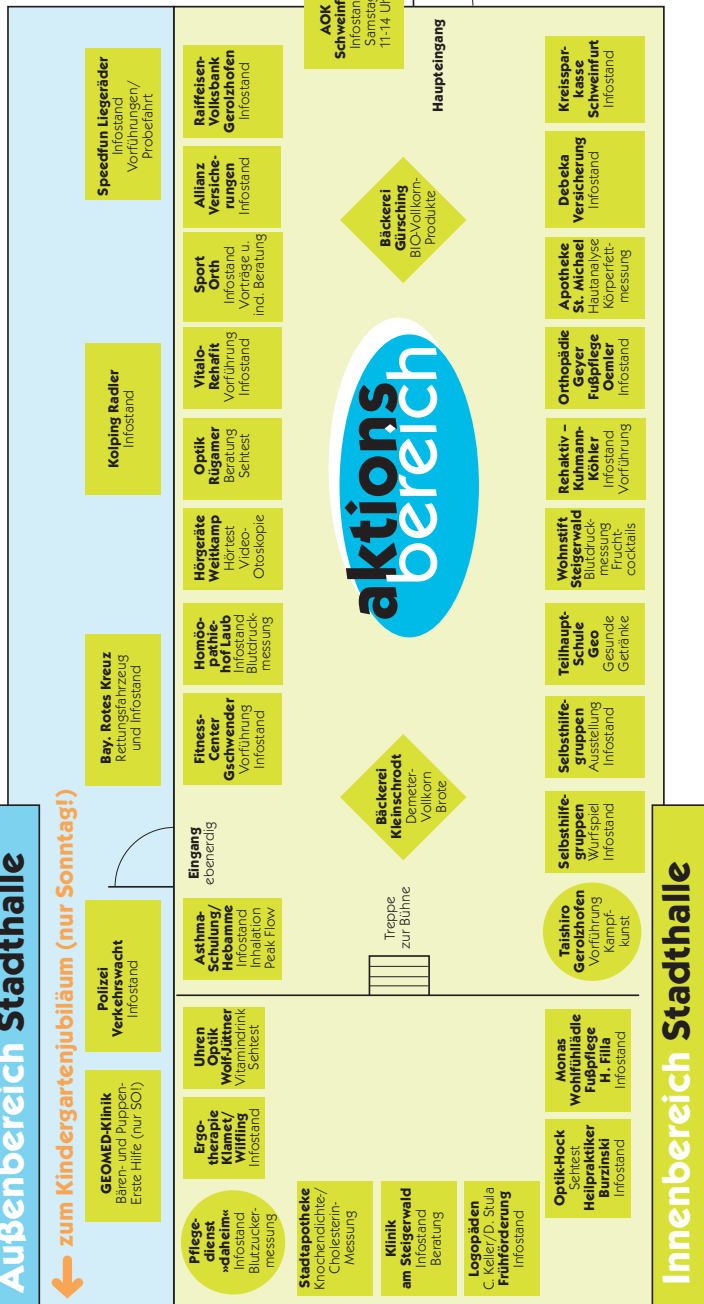 Außenbereich Stadthalle
← zum Kindergartenjubiläum (nur Sonntag!)
GEOMED-Klinik
Bären- und Puppen-
Erste Hilfe (nur SO!)
Polizei
Verkehrswacht
Infostand
Bay. Rotes Kreuz
Rettungsfahrzeug
und Infostand
Kolping Radler
Infostand
Speedfun Liegeräder
Infostand
Vorführungen/
Probefahrt
Pflege-
dienst
»daheim«
Infostand
Blutzucker-
messung
Ergo-
therapie
Klamet/
Wilfling
Infostand
Uhren
Optik
Wolf-Jüttner
Vitamindrink
Sehtest
Asthma-
Schulung/
Hebamme
Infostand
Inhalation
Peak Flow
Eingang
ebenerdig
Fitness-
Center
Gschwender
Vorführung
Infostand
Homöo-
pathie-
hof Laub
Infostand
Blutdruck-
messung
Hörgeräte
Weitkamp
Hörtest
Video-
Otoskopie
Optik
Rügamer
Beratung
Sehtest
Vitalo-
Rehafit
Vorführung
Infostand
Sport
Orth
Infostand
Vorträge u.
ind. Beratung
Allianz
Versiche-
rungen
Infostand
Raiffeisen-
Volksbank
Gerolzhofen
Infostand
Stadtapotheke
Knochendichte-/
Cholesterin-
Messung
Klinik
am Steigerwald
Infostand
Beratung
Logopäden
C. Keller/D. Stula
Frühförderung
Infostand
Treppe
zur Bühne
Bäckerei
Kleinschrodt
Demeter-
Vollkorn
Brote
aktions
bereich
Bäckerei
Gürsching
BIO-Vollkorn-
Produkte
AOK
Schweinf
Infostan
Samstag
11-14 Uh
Haupteingang
Optik-Hock
Sehtest
Heilpraktiker
Burzinski
Infostand
Monas
Wohlfühllädle
Fußpflege
H. Filla
Infostand
Taishiro
Gerolzhofen
Vorführung
Kampf-
kunst
Selbsthilfe-
gruppen
Wurfspiel
Infostand
Selbsthilfe-
gruppen
Ausstellung
Infostand
Teilhaupt-
Schule
Geo
Gesunde
Getränke
Wohnstift
Steigerwald
Blutdruck-
messung
Frucht-
cocktails
Rehaktiv –
Kuhmann-
Köhler
Infostand
Vorführung
Orthopädie
Geyer
Fußpflege
Oemler
Infostand
Apotheke
St. Michael
Hautanalyse
Körperfett-
messung
Debeka
Versicherung
Infostand
Kreisspar-
kasse
Schweinfurt
Infostand
Innenbereich Stadthalle